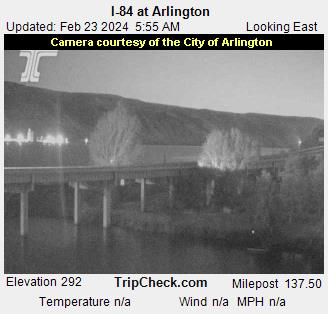 I-84 at Arlington
Updated: Feb 23 2024 5:55 AM Looking East
Camera courtesy of the City of Arlington
Elevation 292 TripCheck.com Milepost 137.50
Temperature n/a Wind n/a MPH n/a